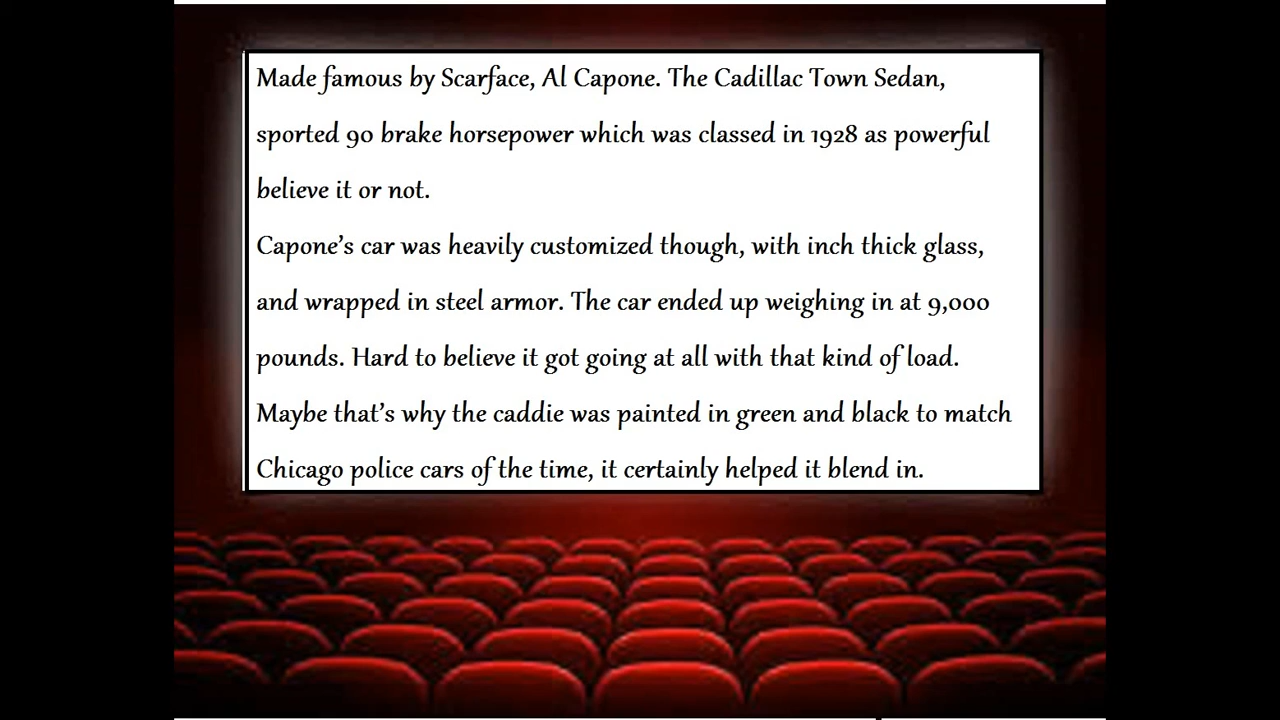 Made famous by Scarface, Al Capone. The Cadillac Town Sedan,
sported 90 brake horsepower which was classed in 1928 as powerful
believe it or not.
Capone’s car was heavily customized though, with inch thick glass,
and wrapped in steel armor. The car ended up weighing in at 9,000
pounds. Hard to believe it got going at all with that kind of load.
Maybe that’s why the caddie was painted in green and black to match
Chicago police cars of the time, it certainly helped it blend in.